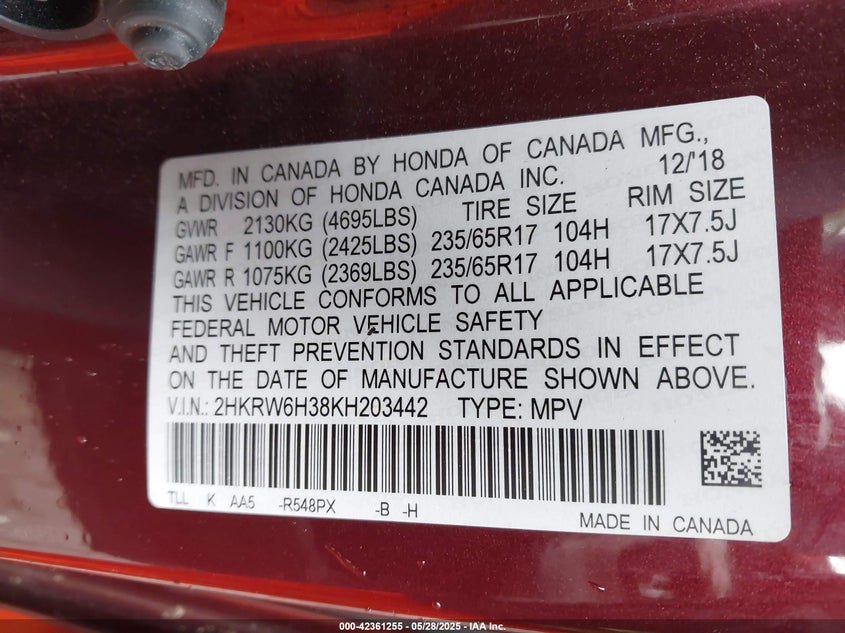 MFD. IN CANADA BY HONDA OF CANADA MFG.,
A DIVISION OF HONDA CANADA INC. 12/'18
GVWR 2130KG (4695LBS) TIRE SIZE RIM SIZE
GAWR F 1100KG (2425LBS) 235/65R17 104H 17X7.5J
GAWR R 1075KG (2369LBS) 235/65R17 104H 17X7.5J
THIS VEHICLE CONFORMS TO ALL APPLICABLE
FEDERAL MOTOR VEHICLE SAFETY
AND THEFT PREVENTION STANDARDS IN EFFECT
ON THE DATE OF MANUFACTURE SHOWN ABOVE.
V.I.N.: 2HKRW6H38KH203442 TYPE: MPV
TLL K AA5 -R548PX -B -H
MADE IN CANADA
000-42361255 - 05/28/2025 - IAA Inc.